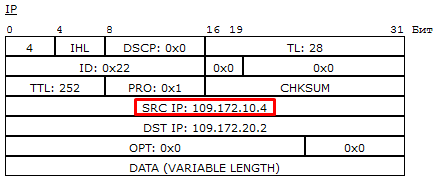 IP
0 4 8 16 19 31 Бит
4 IHL DSCP: 0x0 TL: 28
ID: 0x22 0x0 0x0
TTL: 252 PRO: 0x1 CHKSUM
SRC IP: 109.172.10.4
DST IP: 109.172.20.2
OPT: 0x0 0x0
DATA (VARIABLE LENGTH)